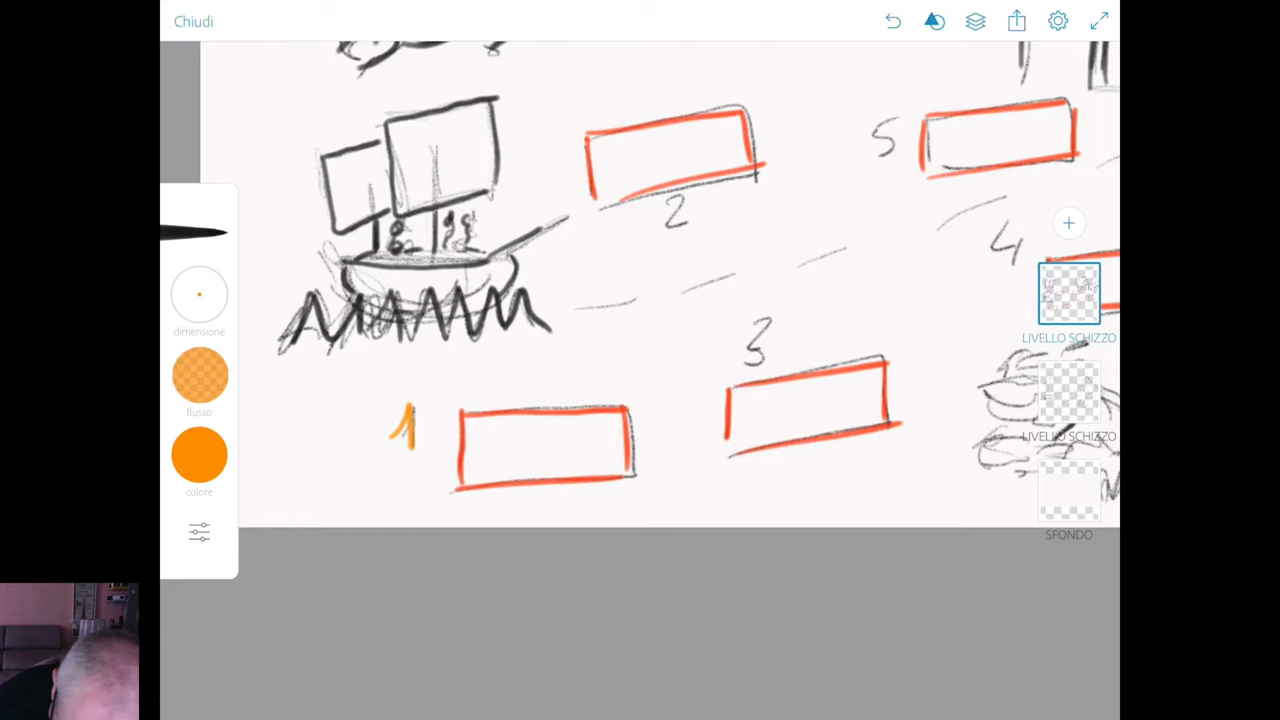 Chiudi
5
2
4
dimensione
LIVELLO SCHIZZO
3
flusso
1
LIVELLO SCHIZZO
colore
SFONDO